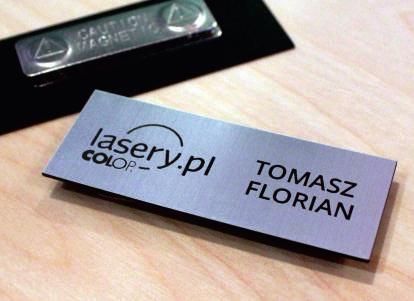 CAUTION
MAGNETIC
lasery.pl
COLOP
TOMASZ
FLORIAN